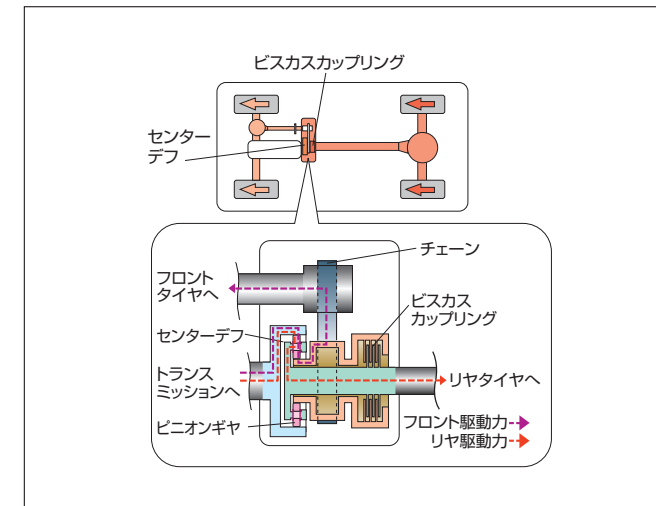 ビスカスカップリング
センター
デフ
チェーン
フロント
タイヤへ
ビスカス
カップリング
センターデフ
トランス
ミッションへ
リヤタイヤへ
ピニオンギヤ
フロント駆動力
リヤ駆動力